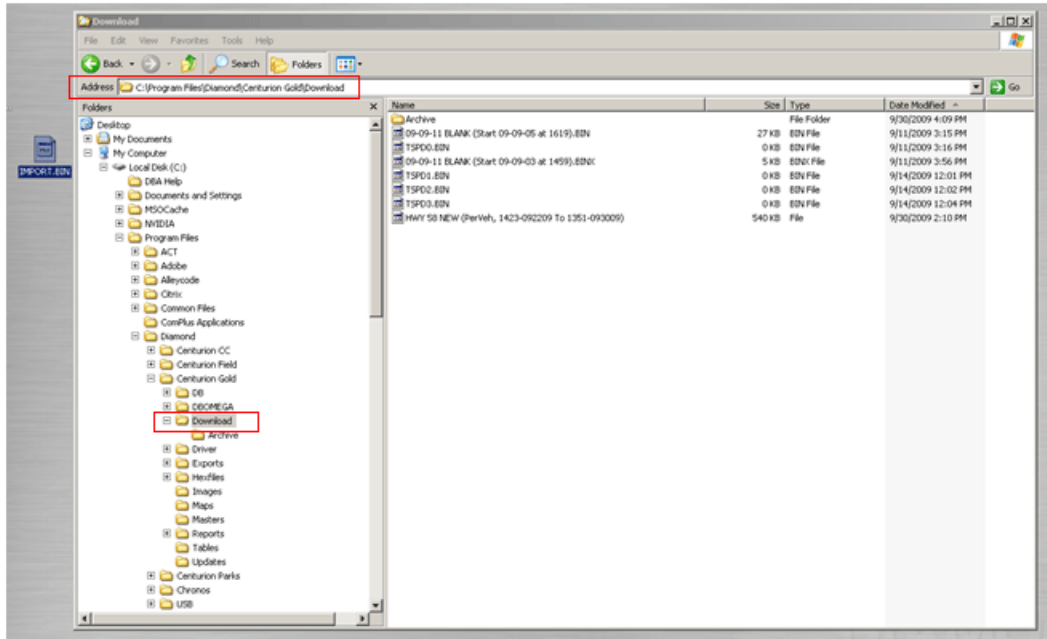 Download
File Edit View Favorites Tools Help
Back Search Folders
Address C:\Program Files\Diamond\Centurion Gold\Download Go
Folders
Desktop
My Documents
My Computer
Local Disk (C:)
DBA Help
Documents and Settings
MSOCache
NVIDIA
Program Files
ACT
Adobe
Alleycode
Citrix
Common Files
ComPlus Applications
Diamond
Centurion CC
Centurion Field
Centurion Gold
DB
DBOMEGA
Download
Archive
Driver
Exports
Hexfiles
Images
Maps
Masters
Reports
Tables
Updates
Centurion Parks
Chronos
USB
Name Size Type Date Modified
Archive File Folder 9/30/2009 4:09 PM
09-09-11 BLANK (Start 09-09-05 at 1619).BIN 27 KB BIN File 9/11/2009 3:15 PM
TSPD0.BIN 0 KB BIN File 9/11/2009 3:16 PM
09-09-11 BLANK (Start 09-09-03 at 1459).BINX 5 KB BINX File 9/11/2009 3:56 PM
TSPD1.BIN 0 KB BIN File 9/14/2009 12:01 PM
TSPD2.BIN 0 KB BIN File 9/14/2009 12:02 PM
TSPD3.BIN 0 KB BIN File 9/14/2009 12:04 PM
HWY 58 NEW (PerVeh, 1423-092209 To 1351-093009) 540 KB File 9/30/2009 2:10 PM
IMPORT.BIN